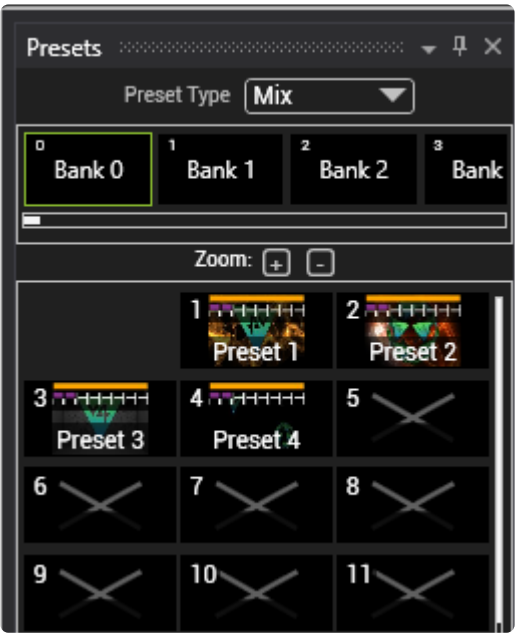 Presets
Preset Type Mix
0 1 2 3
Bank 0 Bank 1 Bank 2 Bank
Zoom: + -
1 2
Preset 1 Preset 2
3 4 5
Preset 3 Preset 4
6 7 8
9 10 11